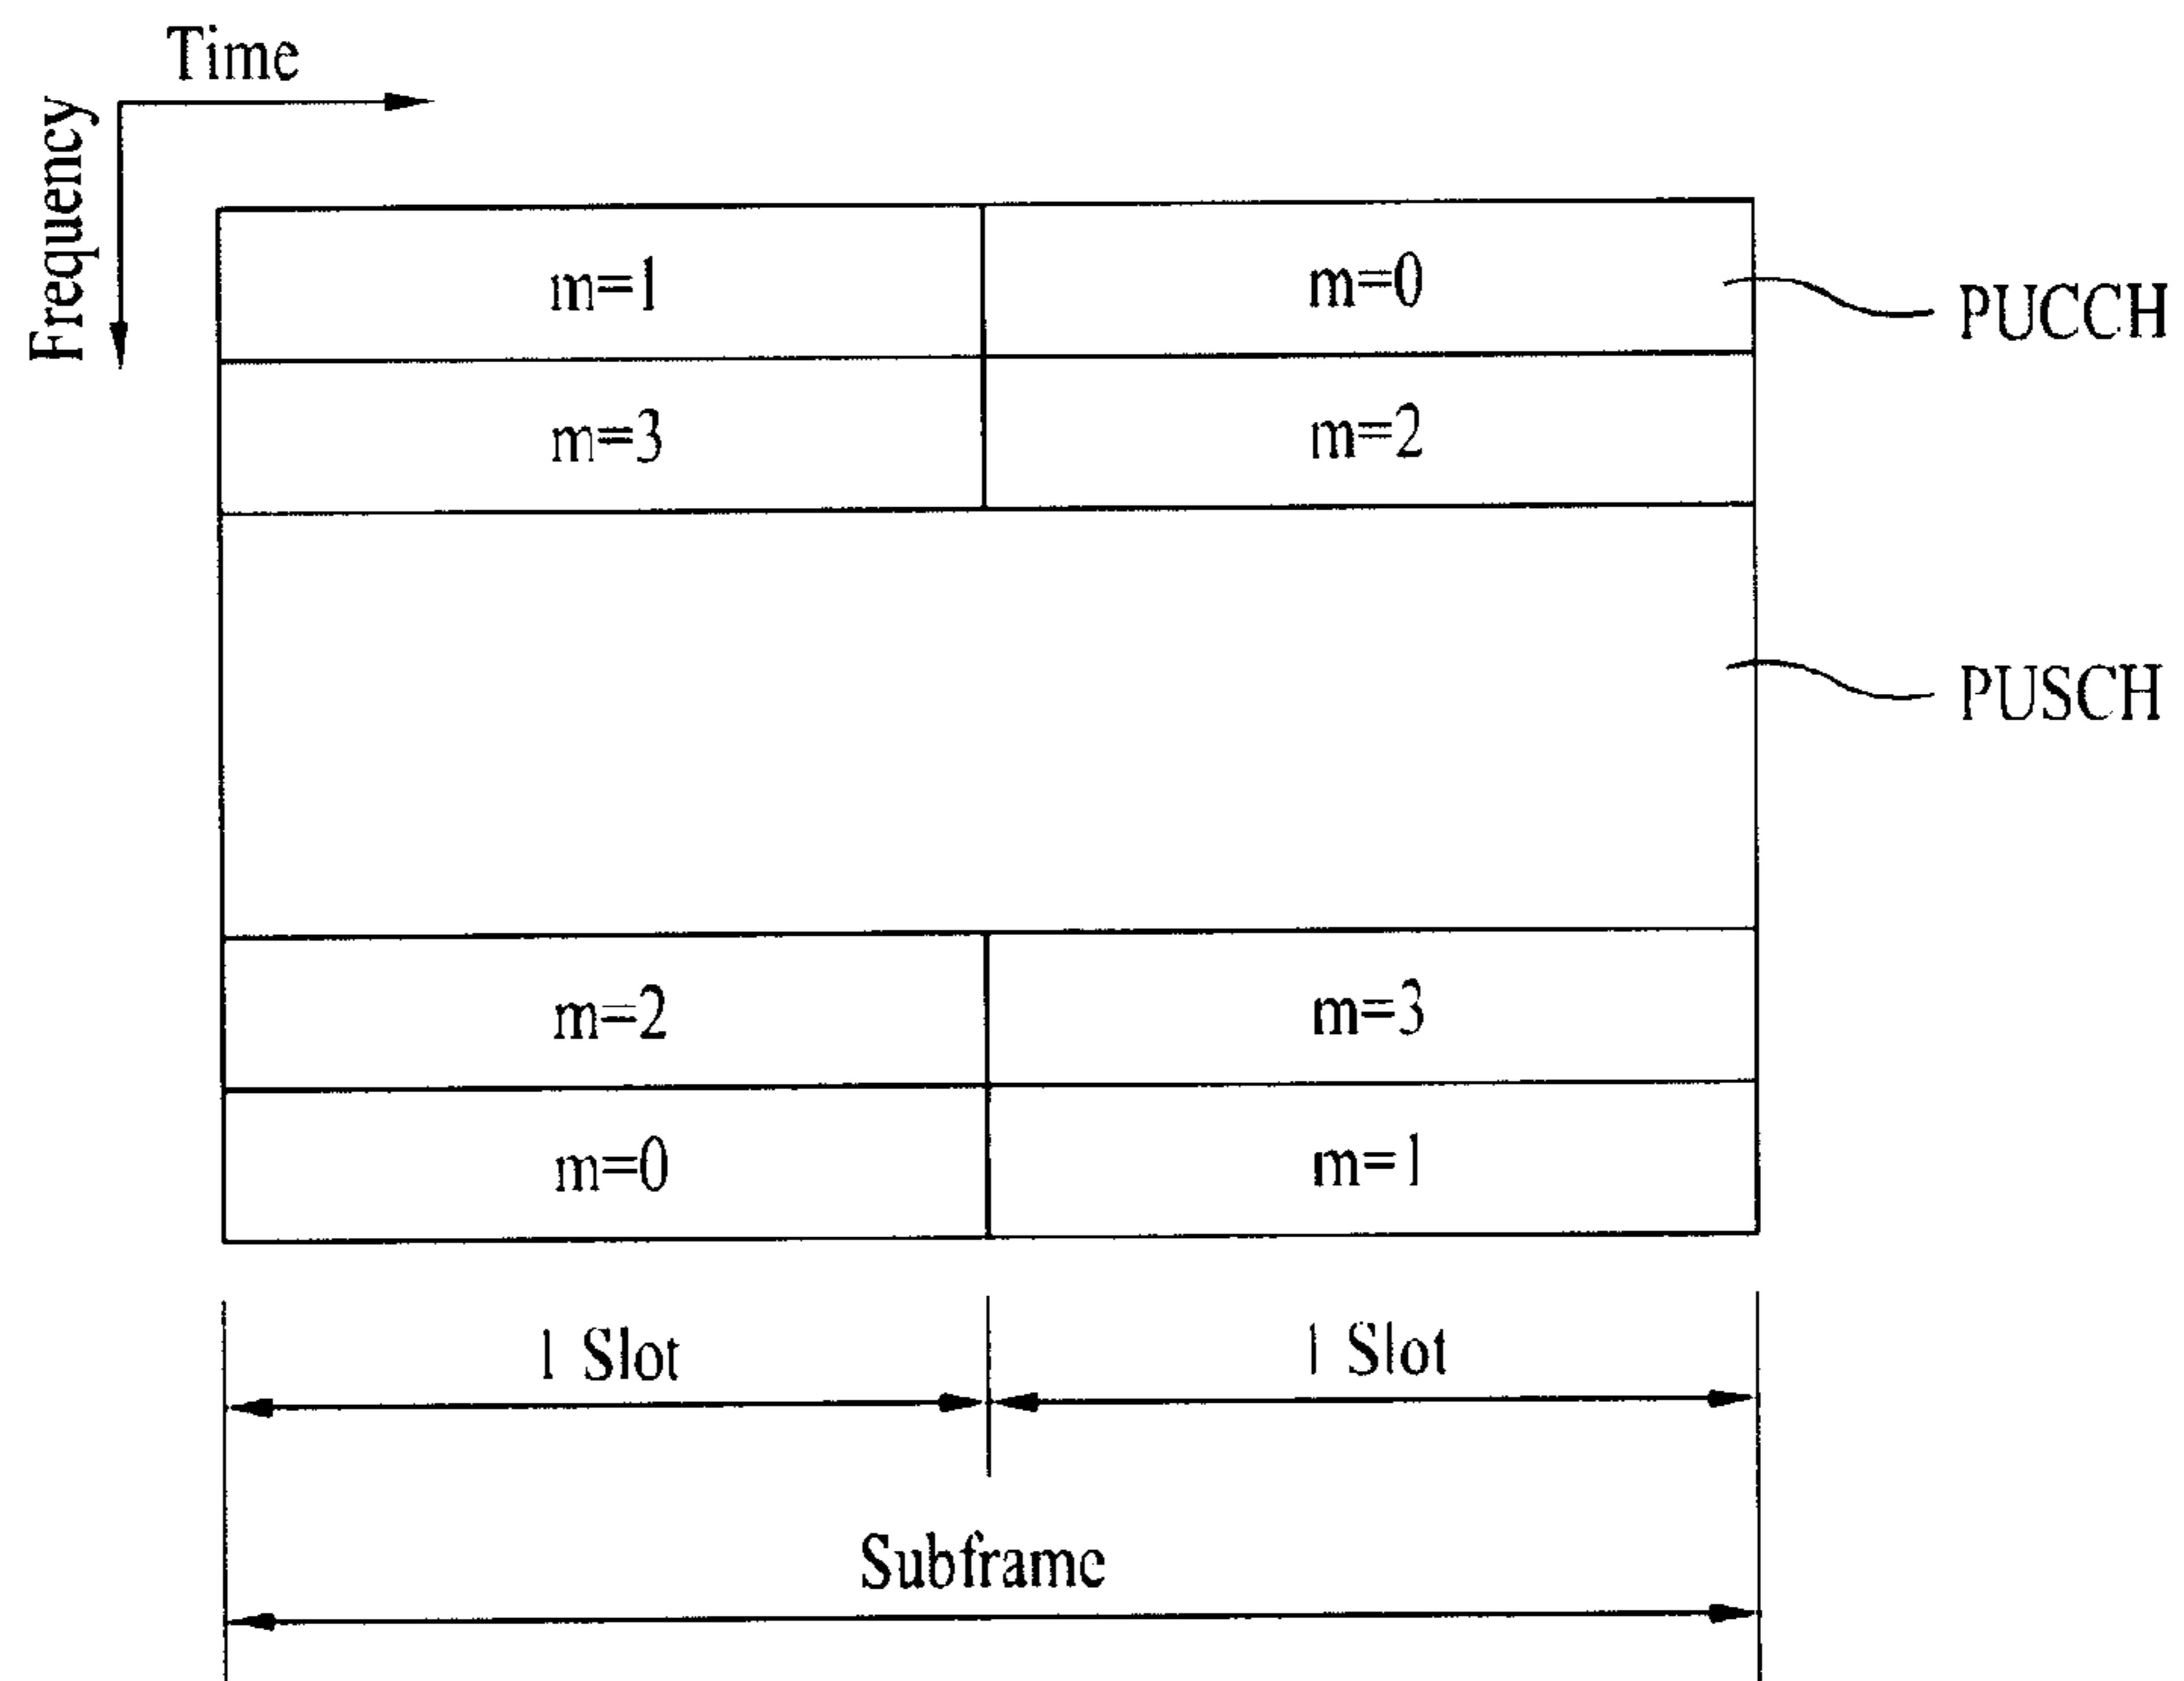 Time
Frequency
m=1
m=0
PUCCH
m=3
m=2
PUSCH
m=2
m=3
m=0
m=1
1 Slot
1 Slot
Subframe